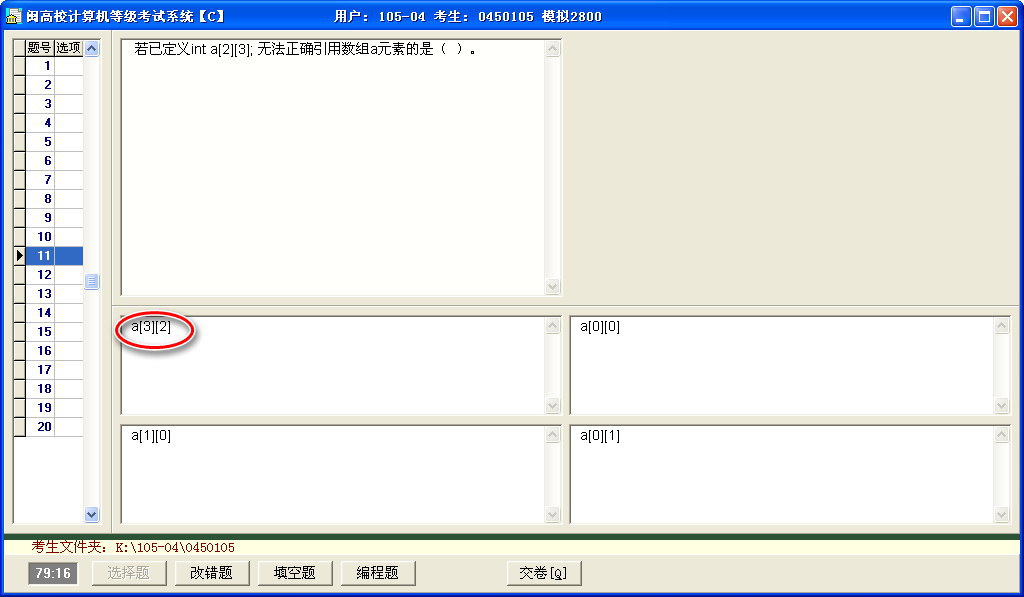 闽高校计算机等级考试系统【C】 用户: 105-04 考生: 0450105 模拟2800
题号 选项
1
2
3
4
5
6
7
8
9
10
11
12
13
14
15
16
17
18
19
20
若已定义int a[2][3]; 无法正确引用数组a元素的是（ ）。
a[3][2]
a[0][0]
a[1][0]
a[0][1]
考生文件夹: K:\105-04\0450105
79:16 选择题 改错题 填空题 编程题 交卷[Q]